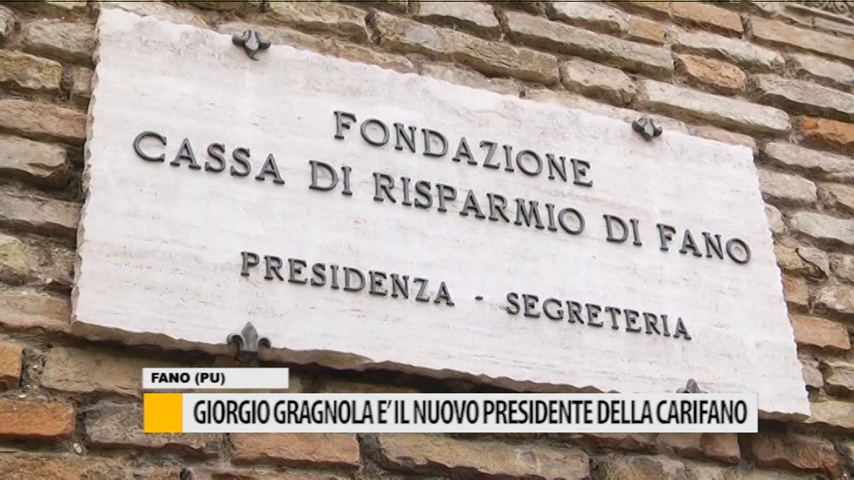 FONDAZIONE
CASSA DI RISPARMIO DI FANO
PRESIDENZA - SEGRETERIA
FANO (PU)
GIORGIO GRAGNOLA E' IL NUOVO PRESIDENTE DELLA CARIFANO